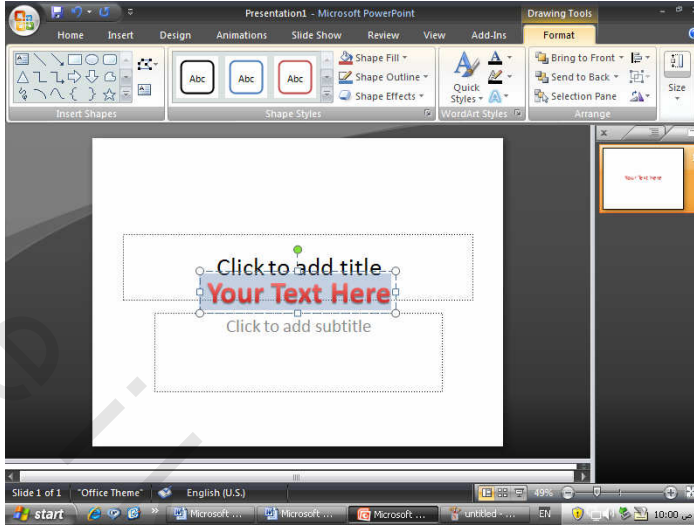 Presentation1 - Microsoft PowerPoint
Drawing Tools
Home Insert Design Animations Slide Show Review View Add-Ins Format
Abc Abc Abc
Shape Fill
Shape Outline
Shape Effects
Quick Styles
Bring to Front
Send to Back
Selection Pane
Size
Insert Shapes
Shape Styles
WordArt Styles
Arrange
Your Text Here
Click to add title
Your Text Here
Click to add subtitle
Slide 1 of 1 "Office Theme" English (U.S.) 49%
start Microsoft ... Microsoft ... Microsoft ... untitled - ... EN 10:00 ص